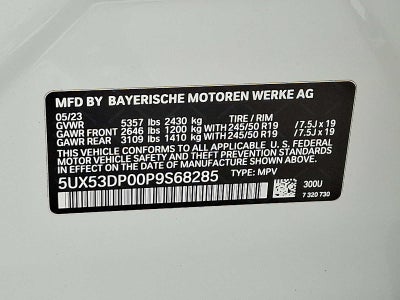 MFD BY BAYERISCHE MOTOREN WERKE AG
05/23
GVWR 5357 lbs 2430 kg TIRE / RIM
GAWR FRONT 2646 lbs 1200 kg WITH 245/50 R19 / 7.5J x 19
GAWR REAR 3109 lbs 1410 kg WITH 245/50 R19 / 7.5J x 19
THIS VEHICLE CONFORMS TO ALL APPLICABLE U. S. FEDERAL
MOTOR VEHICLE SAFETY, BUMPER, AND THEFT PREVENTION
STANDARDS IN EFFECT ON THE DATE OF MANUFACTURE SHOWN ABOVE.
5UX53DP00P9S68285 TYPE: MPV
300U
7 320 730